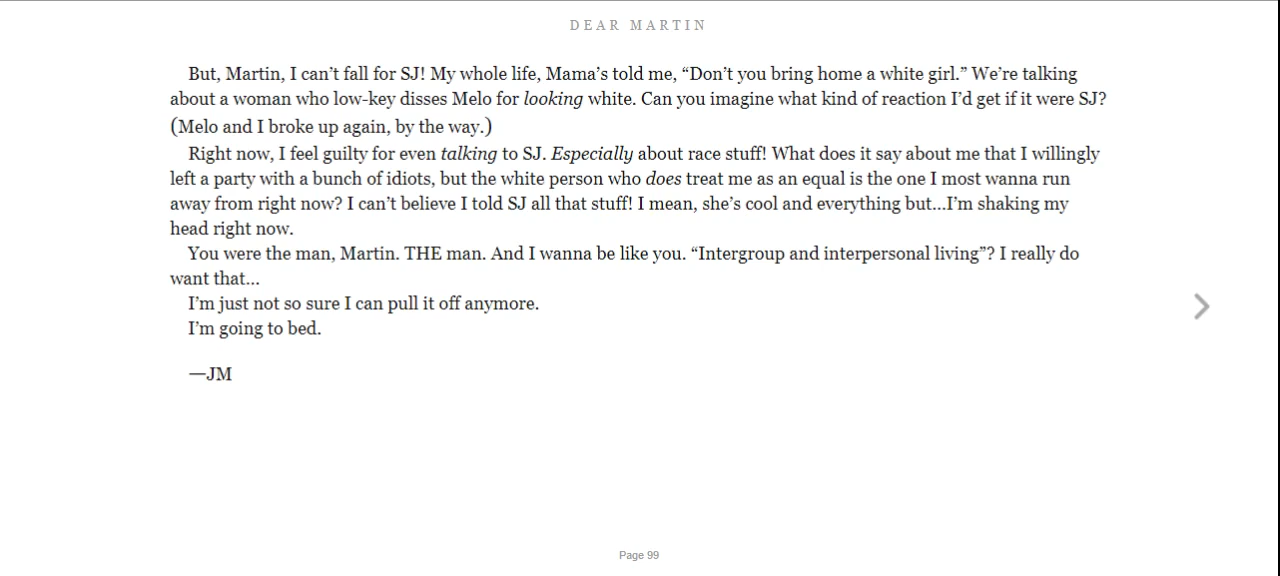 DEAR MARTIN
But, Martin, I can’t fall for SJ! My whole life, Mama’s told me, “Don’t you bring home a white girl.” We’re talking
about a woman who low-key disses Melo for looking white. Can you imagine what kind of reaction I’d get if it were SJ?
(Melo and I broke up again, by the way.)
Right now, I feel guilty for even talking to SJ. Especially about race stuff! What does it say about me that I willingly
left a party with a bunch of idiots, but the white person who does treat me as an equal is the one I most wanna run
away from right now? I can’t believe I told SJ all that stuff! I mean, she’s cool and everything but…I’m shaking my
head right now.
You were the man, Martin. THE man. And I wanna be like you. “Intergroup and interpersonal living”? I really do
want that…
I’m just not so sure I can pull it off anymore.
I’m going to bed.
—JM
Page 99